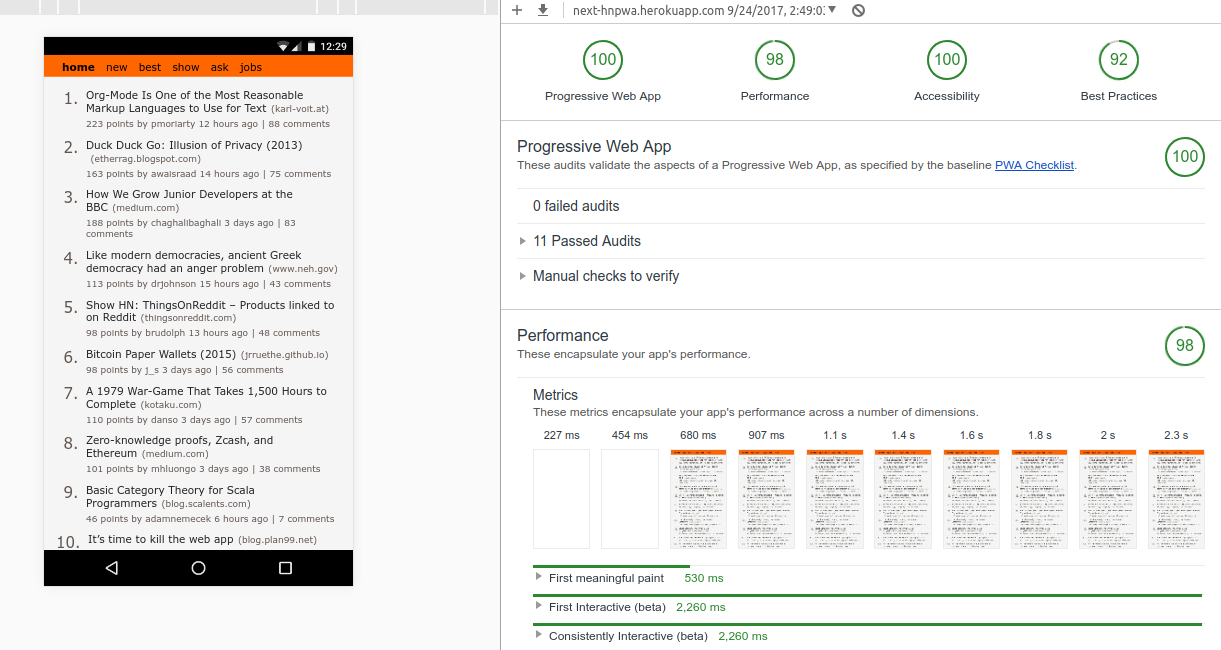 12:29
home new best show ask jobs
1. Org-Mode Is One of the Most Reasonable
Markup Languages to Use for Text (karl-voit.at)
223 points by pmoriarty 12 hours ago | 88 comments
2. Duck Duck Go: Illusion of Privacy (2013)
(etherrag.blogspot.com)
163 points by awaisraad 14 hours ago | 75 comments
3. How We Grow Junior Developers at the
BBC (medium.com)
188 points by chaghalibaghali 3 days ago | 83
comments
4. Like modern democracies, ancient Greek
democracy had an anger problem (www.neh.gov)
113 points by drjohnson 15 hours ago | 43 comments
5. Show HN: ThingsOnReddit – Products linked to
on Reddit (thingsonreddit.com)
98 points by brudolph 13 hours ago | 48 comments
6. Bitcoin Paper Wallets (2015) (jrruethe.github.io)
98 points by j_s 3 days ago | 56 comments
7. A 1979 War-Game That Takes 1,500 Hours to
Complete (kotaku.com)
110 points by danso 3 days ago | 57 comments
8. Zero-knowledge proofs, Zcash, and
Ethereum (medium.com)
101 points by mhluongo 3 days ago | 38 comments
9. Basic Category Theory for Scala
Programmers (blog.scalents.com)
46 points by adamnemecek 6 hours ago | 7 comments
10. It's time to kill the web app (blog.plan99.net)
next-hnpwa.herokuapp.com 9/24/2017, 2:49:0
100 98 100 92
Progressive Web App Performance Accessibility Best Practices
Progressive Web App
These audits validate the aspects of a Progressive Web App, as specified by the baseline PWA Checklist.
100
0 failed audits
11 Passed Audits
Manual checks to verify
Performance
These encapsulate your app's performance.
98
Metrics
These metrics encapsulate your app's performance across a number of dimensions.
227 ms 454 ms 680 ms 907 ms 1.1 s 1.4 s 1.6 s 1.8 s 2 s 2.3 s
First meaningful paint 530 ms
First Interactive (beta) 2,260 ms
Consistently Interactive (beta) 2,260 ms